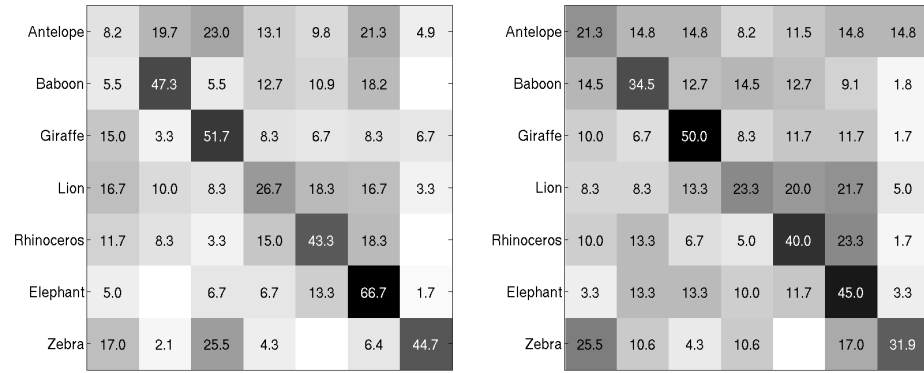 Antelope 8.2 19.7 23.0 13.1 9.8 21.3 4.9 21.3 14.8 14.8 8.2 11.5 14.8 14.8
Baboon 5.5 47.3 5.5 12.7 10.9 18.2 14.5 34.5 12.7 14.5 12.7 9.1 1.8
Giraffe 15.0 3.3 51.7 8.3 6.7 8.3 6.7 10.0 6.7 50.0 8.3 11.7 11.7 1.7
Lion 16.7 10.0 8.3 26.7 18.3 16.7 3.3 8.3 8.3 13.3 23.3 20.0 21.7 5.0
Rhinoceros 11.7 8.3 3.3 15.0 43.3 18.3 10.0 13.3 6.7 5.0 40.0 23.3 1.7
Elephant 5.0 6.7 6.7 13.3 66.7 1.7 3.3 13.3 13.3 10.0 11.7 45.0 3.3
Zebra 17.0 2.1 25.5 4.3 6.4 44.7 25.5 10.6 4.3 10.6 17.0 31.9